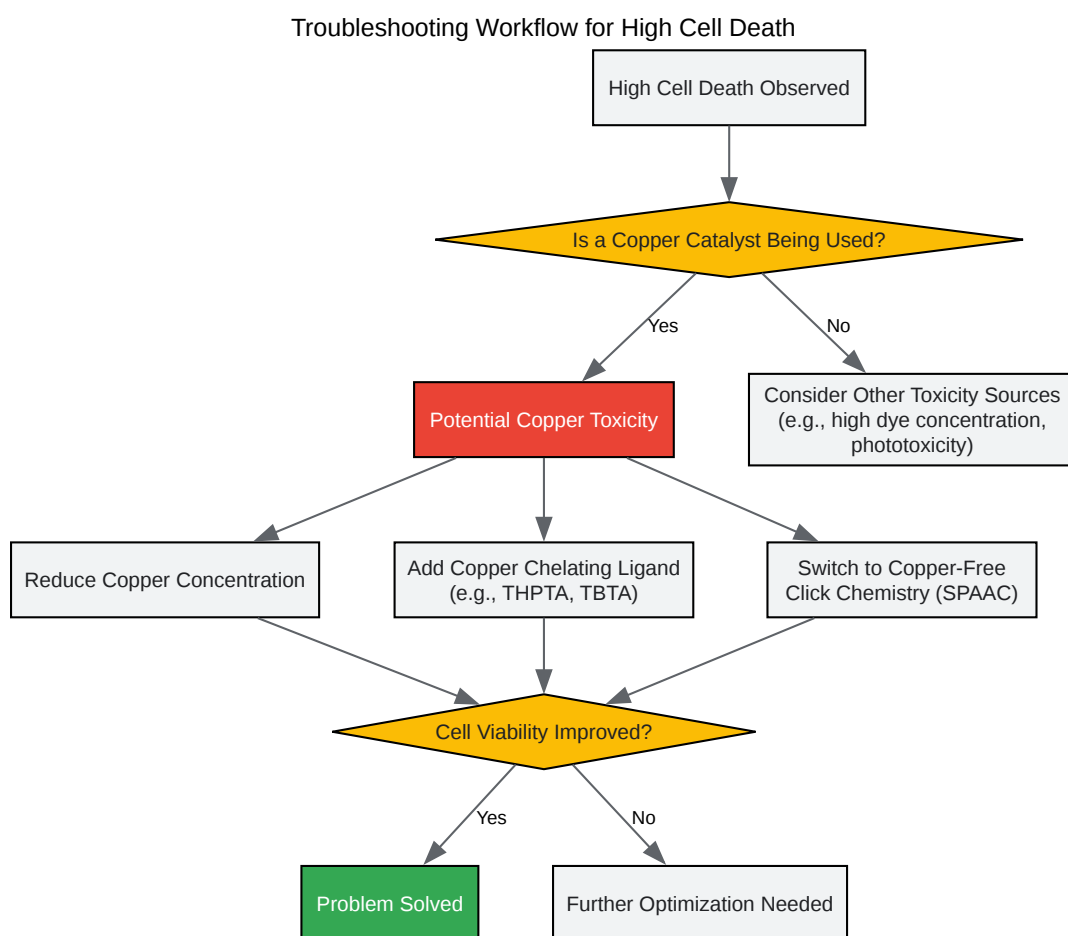 Troubleshooting Workflow for High Cell Death
High Cell Death Observed
Is a Copper Catalyst Being Used?
Yes
No
Potential Copper Toxicity
Consider Other Toxicity Sources
(e.g., high dye concentration,
phototoxicity)
Reduce Copper Concentration
Add Copper Chelating Ligand
(e.g., THPTA, TBTA)
Switch to Copper-Free
Click Chemistry (SPAAC)
Cell Viability Improved?
Yes
No
Problem Solved
Further Optimization Needed